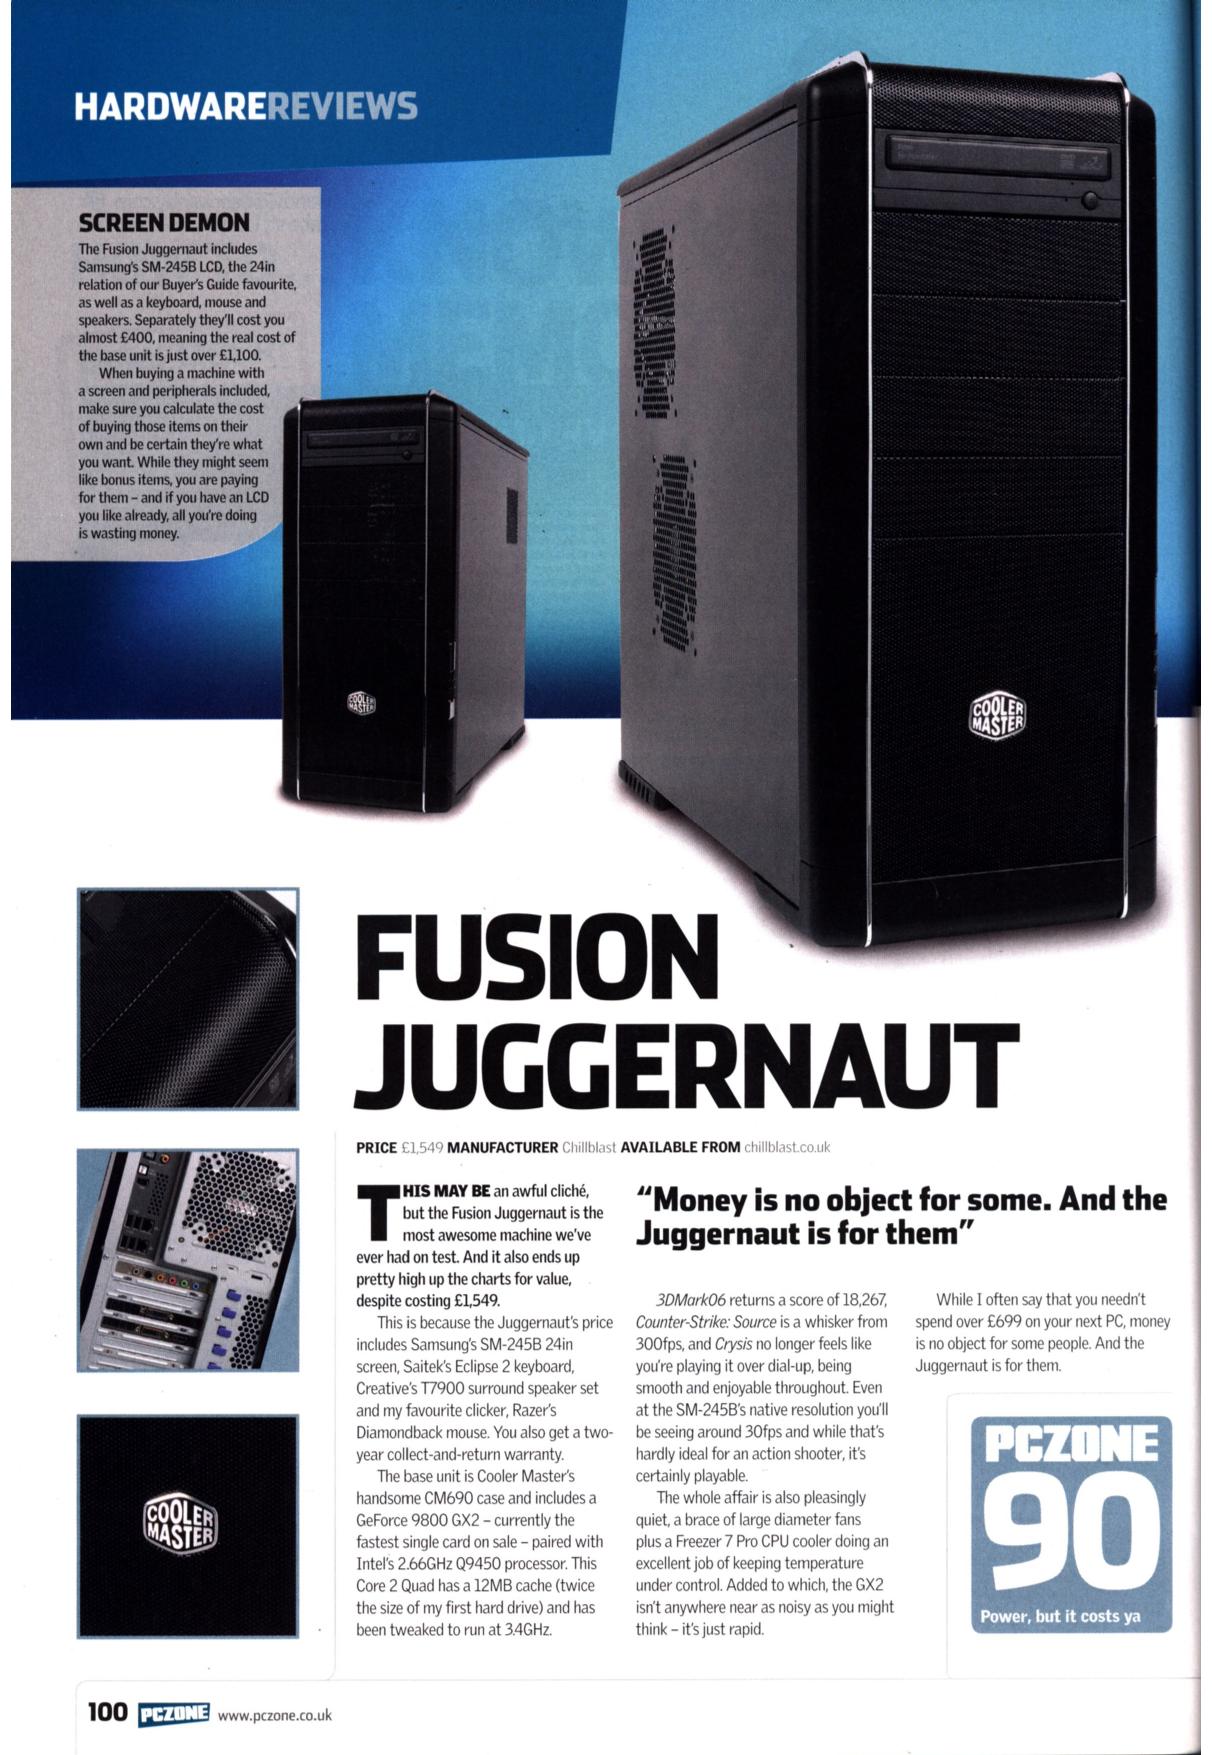 HARDWAREREVIEWS
SCREEN DEMON
The Fusion Juggernaut includes
Samsung's SM-245B LCD, the 24in
relation of our Buyer's Guide favourite,
as well as a keyboard, mouse and
speakers. Separately they'll cost you
almost £400, meaning the real cost of
the base unit is just over £1,100.
When buying a machine with
a screen and peripherals included,
make sure you calculate the cost
of buying those items on their
own and be certain they're what
you want. While they might seem
like bonus items, you are paying
for them – and if you have an LCD
you like already, all you're doing
is wasting money.
COOLER
MASTER
COOLER
MASTER
FUSION
JUGGERNAUT
PRICE £1,549 MANUFACTURER Chillblast AVAILABLE FROM chillblast.co.uk
THIS MAY BE an awful cliché,
but the Fusion Juggernaut is the
most awesome machine we've
ever had on test. And it also ends up
pretty high up the charts for value,
despite costing £1,549.
This is because the Juggernaut's price
includes Samsung's SM-245B 24in
screen, Saitek's Eclipse 2 keyboard,
Creative's T7900 surround speaker set
and my favourite clicker, Razer's
Diamondback mouse. You also get a two-
year collect-and-return warranty.
The base unit is Cooler Master's
handsome CM690 case and includes a
GeForce 9800 GX2 – currently the
fastest single card on sale – paired with
Intel's 2.66GHz Q9450 processor. This
Core 2 Quad has a 12MB cache (twice
the size of my first hard drive) and has
been tweaked to run at 3.4GHz.
"Money is no object for some. And the
Juggernaut is for them"
3DMark06 returns a score of 18,267,
Counter-Strike: Source is a whisker from
300fps, and Crysis no longer feels like
you're playing it over dial-up, being
smooth and enjoyable throughout. Even
at the SM-245B's native resolution you'll
be seeing around 30fps and while that's
hardly ideal for an action shooter, it's
certainly playable.
The whole affair is also pleasingly
quiet, a brace of large diameter fans
plus a Freezer 7 Pro CPU cooler doing an
excellent job of keeping temperature
under control. Added to which, the GX2
isn't anywhere near as noisy as you might
think – it's just rapid.
While I often say that you needn't
spend over £699 on your next PC, money
is no object for some people. And the
Juggernaut is for them.
PCZONE
90
Power, but it costs ya
COOLER
MASTER
100 PCZONE www.pczone.co.uk